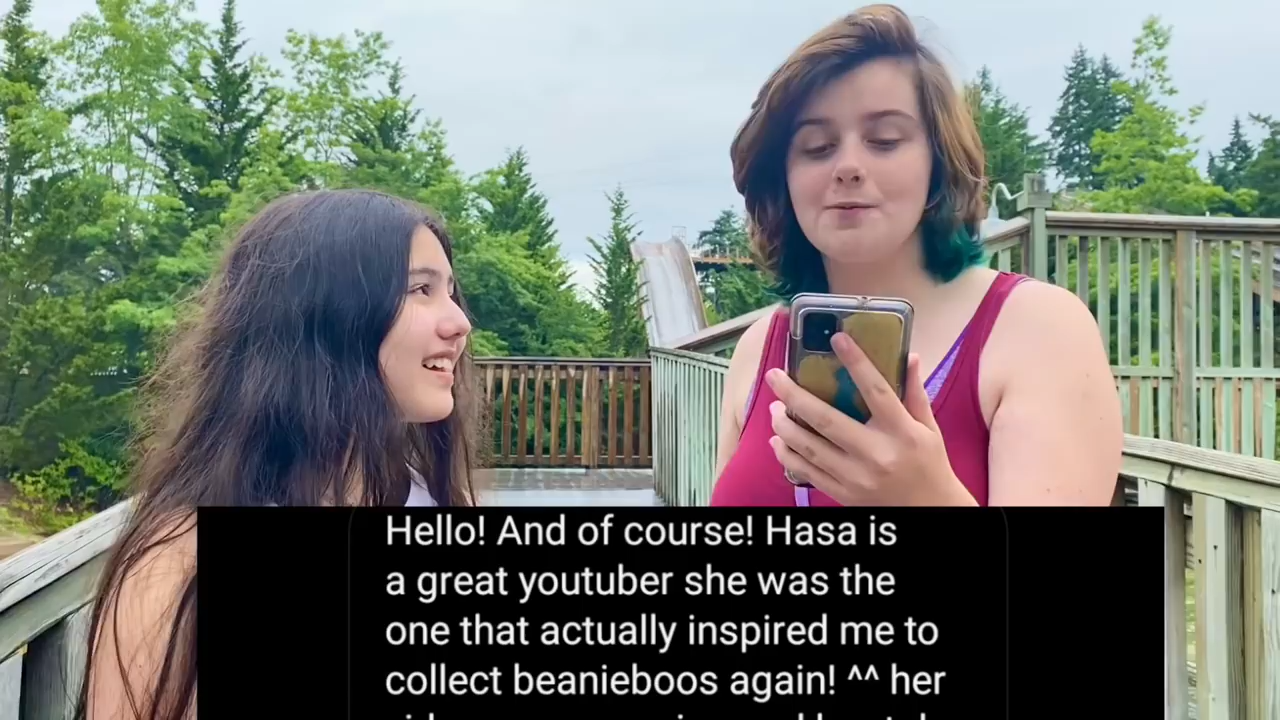 Hello! And of course! Hasa is
a great youtuber she was the
one that actually inspired me to
collect beanieboos again! ^^ her